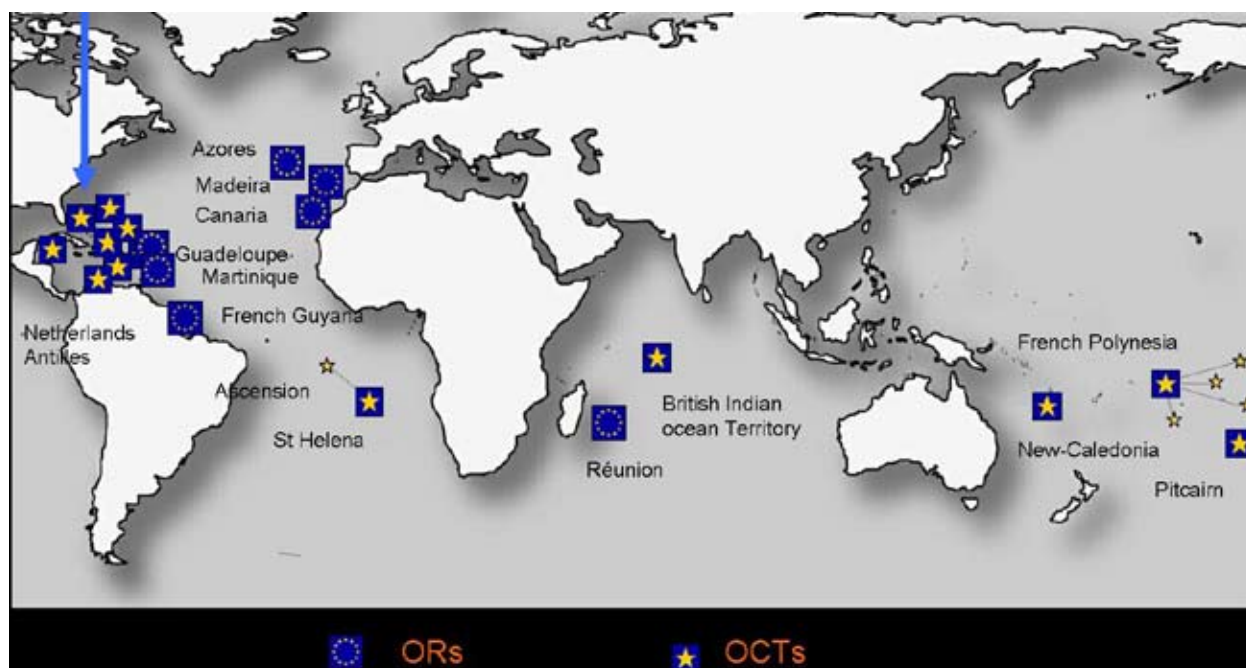 Azores
Madeira
Canaria
Guadeloupe-
Martinique
French Guyana
Netherlands
Antilles
Ascension
St Helena
British Indian
ocean Territory
Réunion
French Polynesia
New-Caledonia
Pitcairn
ORs
OCTs